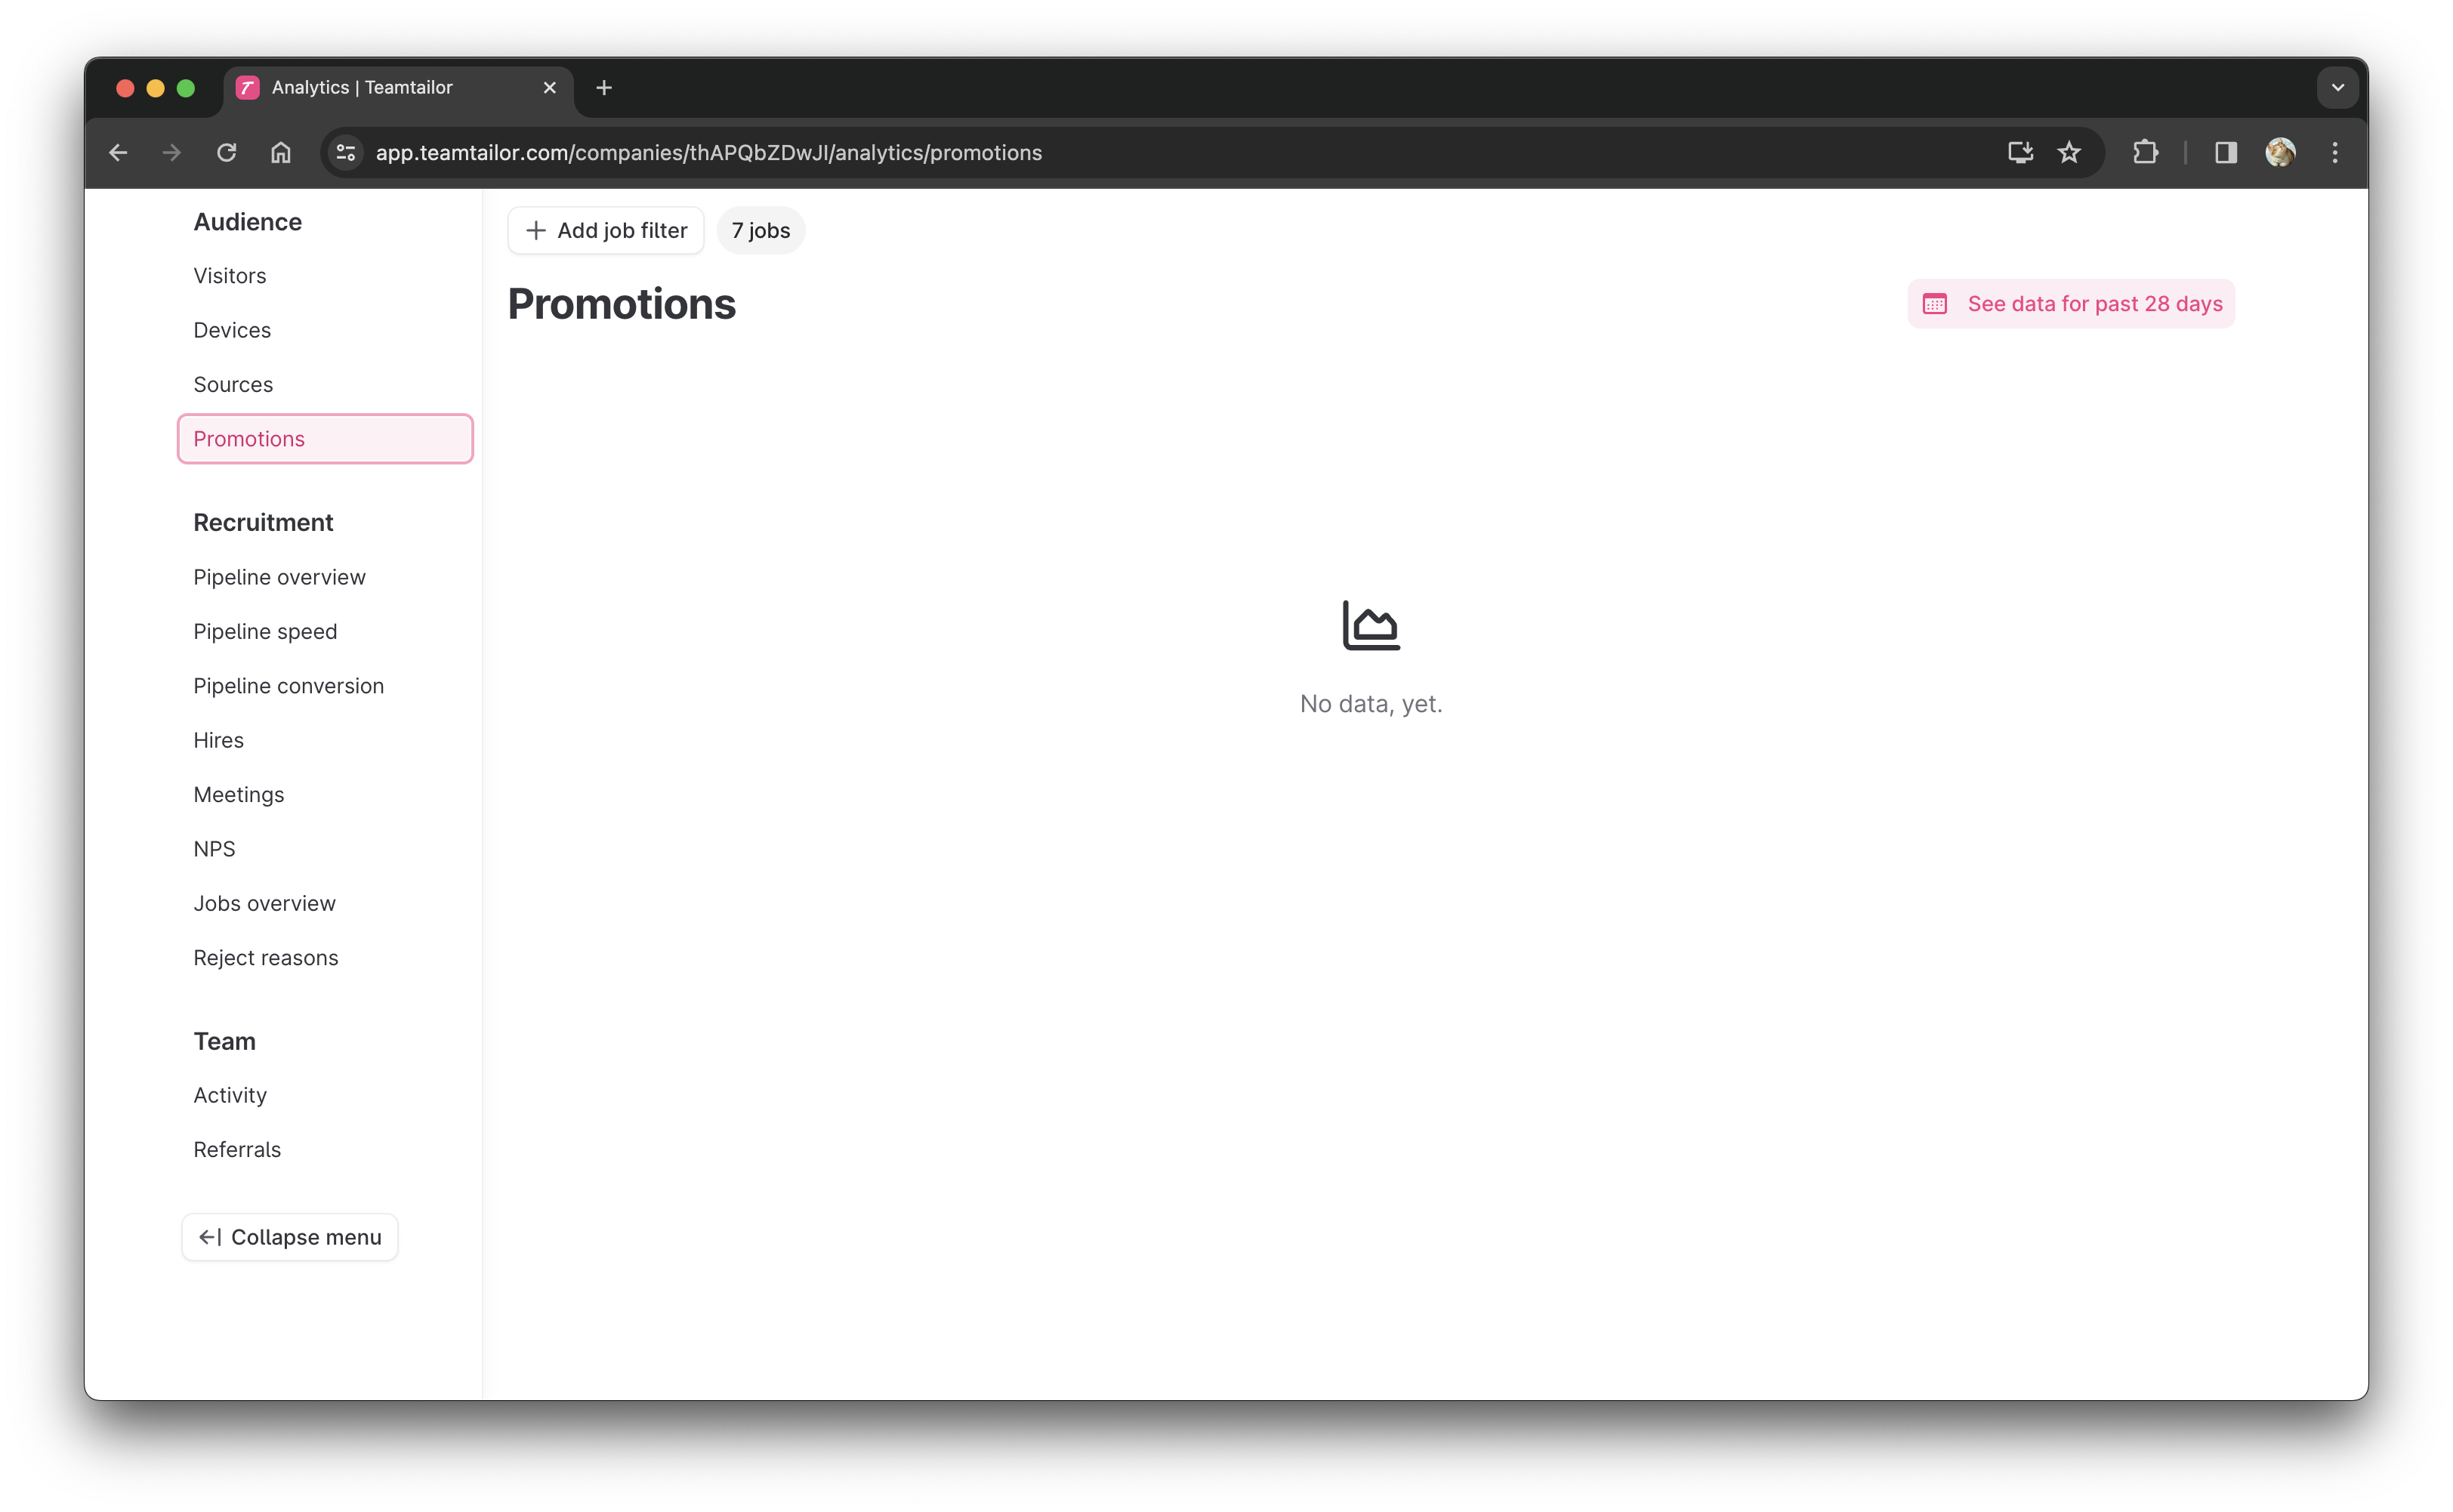 Analytics | Teamtailor
app.teamtailor.com/companies/thAPQbZDwJI/analytics/promotions
Audience
Visitors
Devices
Sources
Promotions
Recruitment
Pipeline overview
Pipeline speed
Pipeline conversion
Hires
Meetings
NPS
Jobs overview
Reject reasons
Team
Activity
Referrals
Collapse menu
Add job filter
7 jobs
Promotions
See data for past 28 days
No data, yet.